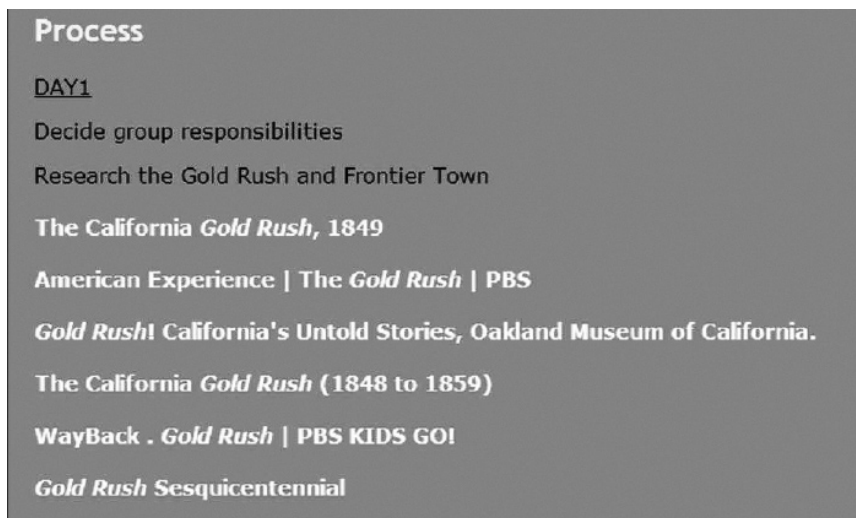 Process
DAY1
Decide group responsibilities
Research the Gold Rush and Frontier Town
The California Gold Rush, 1849
American Experience | The Gold Rush | PBS
Gold Rush! California's Untold Stories, Oakland Museum of California.
The California Gold Rush (1848 to 1859)
WayBack . Gold Rush | PBS KIDS GO!
Gold Rush Sesquicentennial